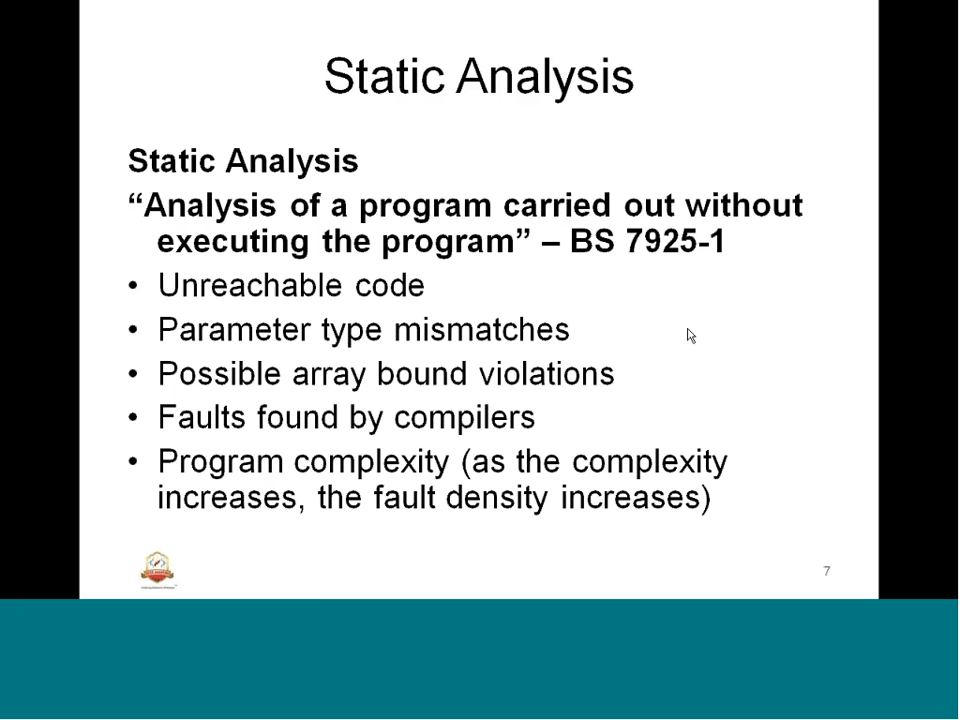 Static Analysis
Static Analysis
“Analysis of a program carried out without
executing the program” – BS 7925-1
• Unreachable code
• Parameter type mismatches
• Possible array bound violations
• Faults found by compilers
• Program complexity (as the complexity
increases, the fault density increases)
7